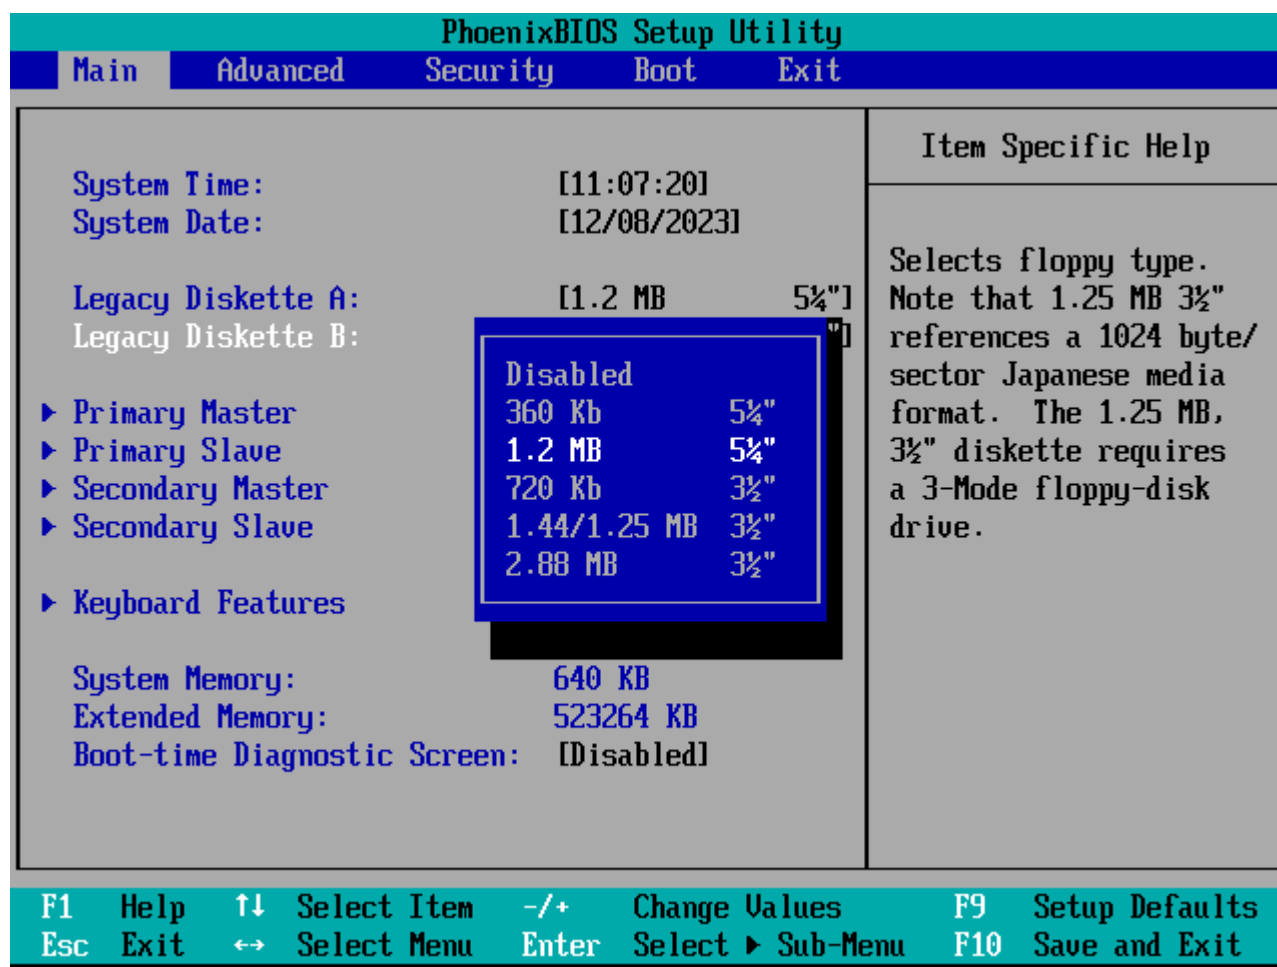 PhoenixBIOS Setup Utility
Main Advanced Security Boot Exit
System Time: [11:07:20]
System Date: [12/08/2023]
Legacy Diskette A: [1.2 MB 5¼"]
Legacy Diskette B: "]
Disabled
360 Kb 5¼"
1.2 MB 5¼"
720 Kb 3½"
1.44/1.25 MB 3½"
2.88 MB 3½"
▶ Primary Master
▶ Primary Slave
▶ Secondary Master
▶ Secondary Slave
▶ Keyboard Features
System Memory: 640 KB
Extended Memory: 523264 KB
Boot-time Diagnostic Screen: [Disabled]
Item Specific Help
Selects floppy type.
Note that 1.25 MB 3½"
references a 1024 byte/
sector Japanese media
format. The 1.25 MB,
3½" diskette requires
a 3-Mode floppy-disk
drive.
F1 Help ↑↓ Select Item -/+ Change Values F9 Setup Defaults
Esc Exit ↔ Select Menu Enter Select ▶ Sub-Menu F10 Save and Exit